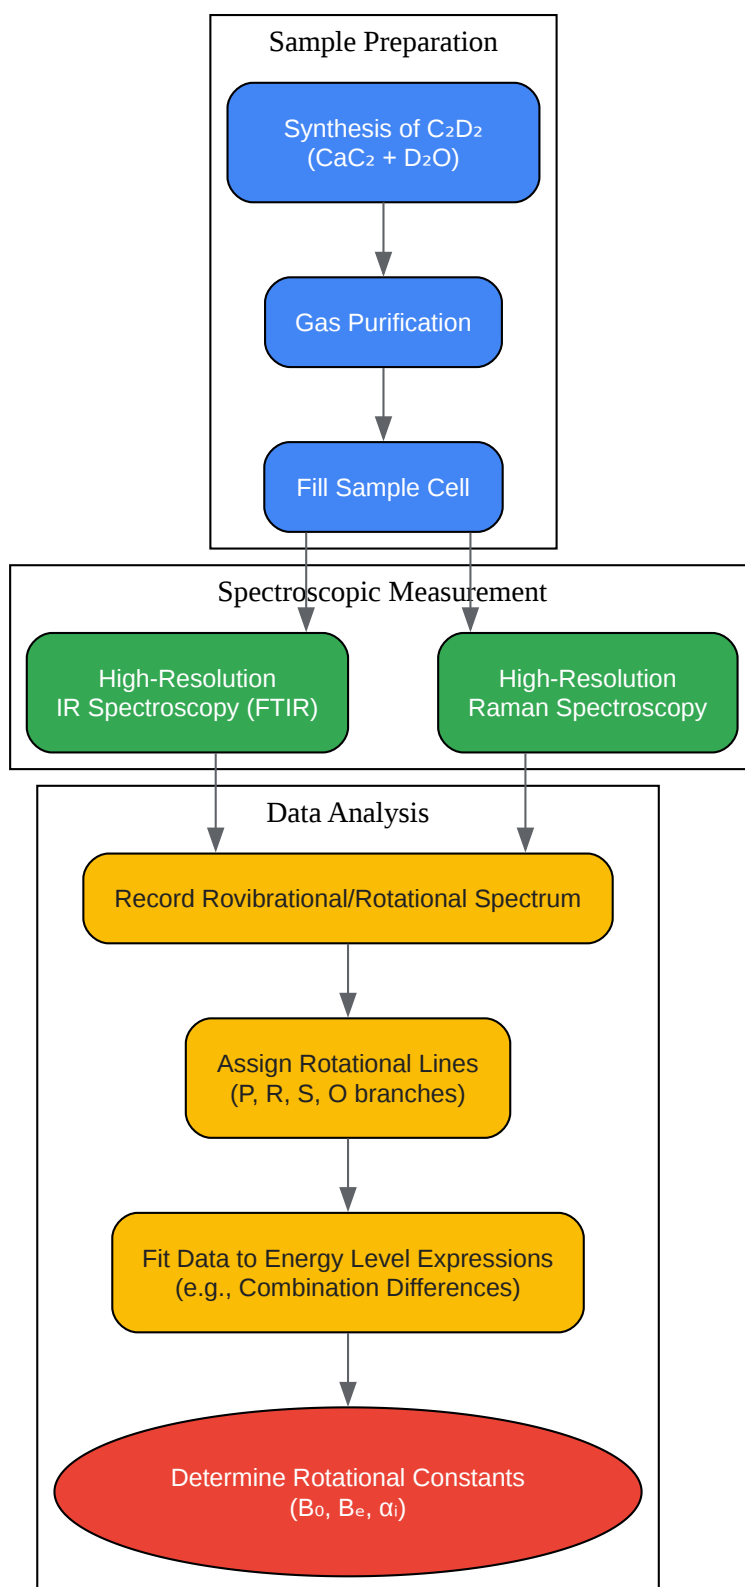 Sample Preparation
Synthesis of C₂D₂
(CaC₂ + D₂O)
Gas Purification
Fill Sample Cell
Spectroscopic Measurement
High-Resolution
IR Spectroscopy (FTIR)
High-Resolution
Raman Spectroscopy
Data Analysis
Record Rovibrational/Rotational Spectrum
Assign Rotational Lines
(P, R, S, O branches)
Fit Data to Energy Level Expressions
(e.g., Combination Differences)
Determine Rotational Constants
(B₀, Bₑ, αᵢ)